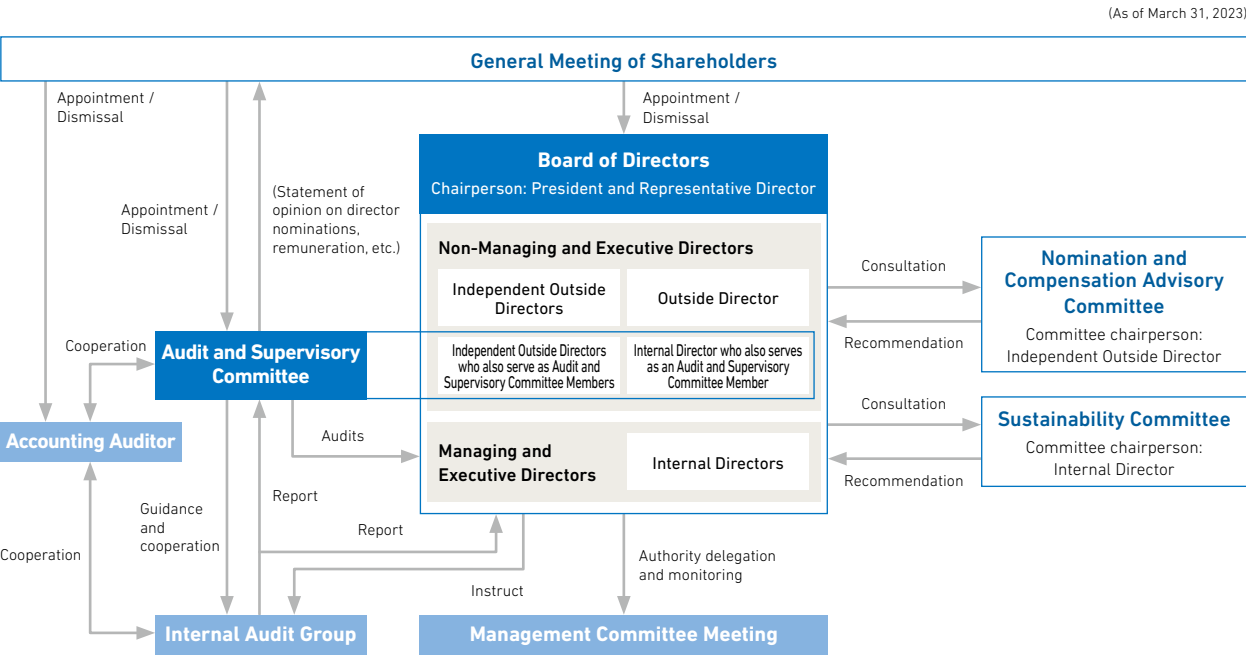 (As of March 31, 2023)
General Meeting of Shareholders
Appointment /
Dismissal
Appointment /
Dismissal
(Statement of
opinion on director
nominations,
remuneration, etc.)
Appointment /
Dismissal
Board of Directors
Chairperson: President and Representative Director
Non-Managing and Executive Directors
Independent Outside
Directors
Outside Director
Independent Outside Directors
who also serve as Audit and
Supervisory Committee Members
Internal Director who also serves
as an Audit and Supervisory
Committee Member
Managing and
Executive Directors
Internal Directors
Consultation
Recommendation
Nomination and
Compensation Advisory
Committee
Committee chairperson:
Independent Outside Director
Consultation
Recommendation
Sustainability Committee
Committee chairperson:
Internal Director
Cooperation
Audit and Supervisory
Committee
Accounting Auditor
Audits
Guidance
and
cooperation
Report
Report
Cooperation
Instruct
Authority delegation
and monitoring
Internal Audit Group
Management Committee Meeting